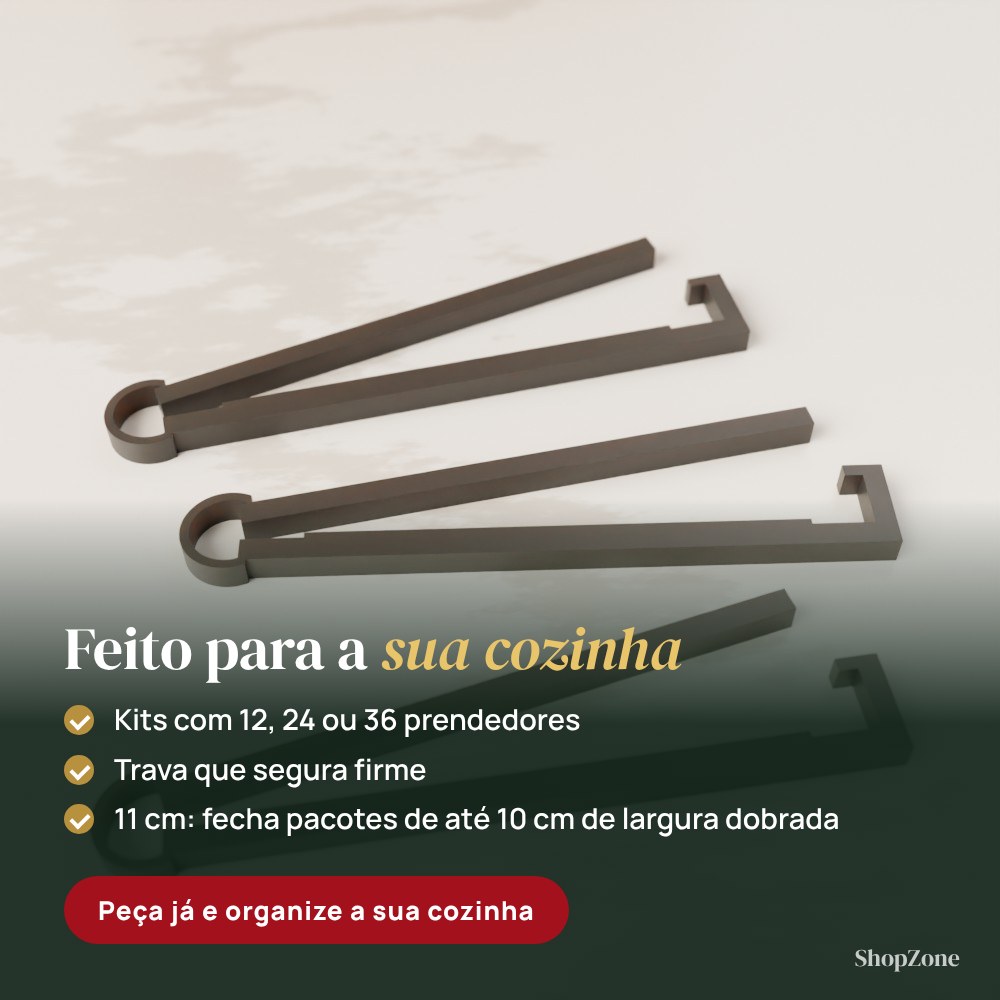 Feito para a sua cozinha
Kits com 12, 24 ou 36 prendedores
Trava que segura firme
11 cm: fecha pacotes de até 10 cm de largura dobrada
Peça já e organize a sua cozinha
ShopZone